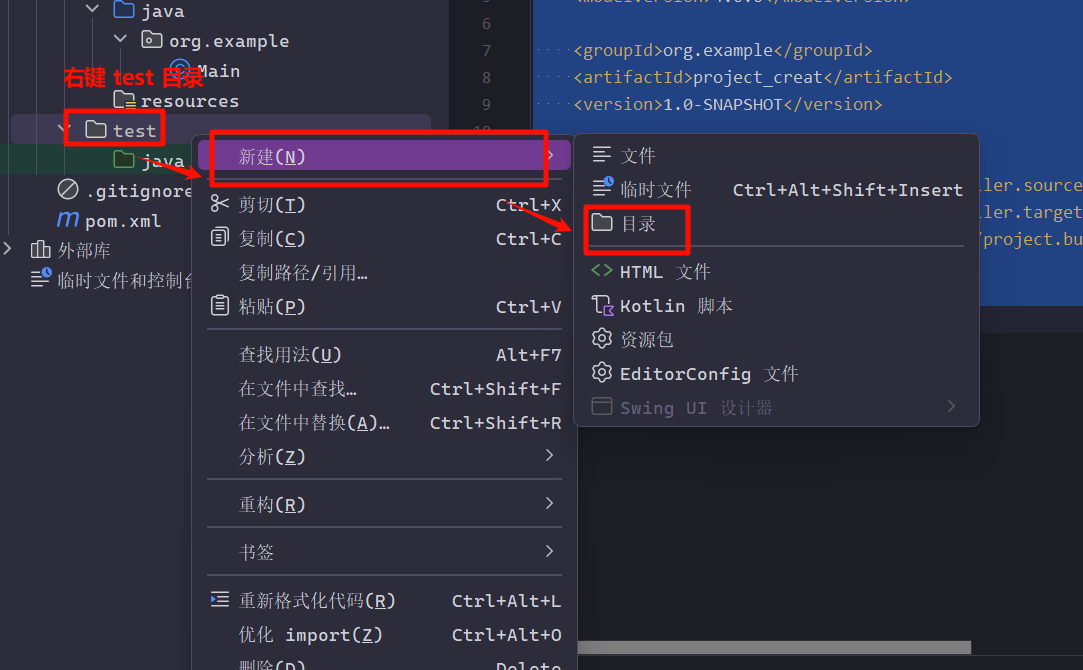 java
org.example
Main
右键 test 目录
resources
test
java
.gitignore
pom.xml
外部库
临时文件和控制台
6
7
8
9
<groupId>org.example</groupId>
<artifactId>project_creat</artifactId>
<version>1.0-SNAPSHOT</version>
ler.source
ler.target
/project.bu
新建(N)
剪切(T) Ctrl+X
复制(C) Ctrl+C
复制路径/引用…
粘贴(P) Ctrl+V
查找用法(U) Alt+F7
在文件中查找… Ctrl+Shift+F
在文件中替换(A)… Ctrl+Shift+R
分析(Z)
重构(R)
书签
重新格式化代码(R) Ctrl+Alt+L
优化 import(Z) Ctrl+Alt+O
删除(D) Delete
文件
临时文件 Ctrl+Alt+Shift+Insert
目录
HTML 文件
Kotlin 脚本
资源包
EditorConfig 文件
Swing UI 设计器